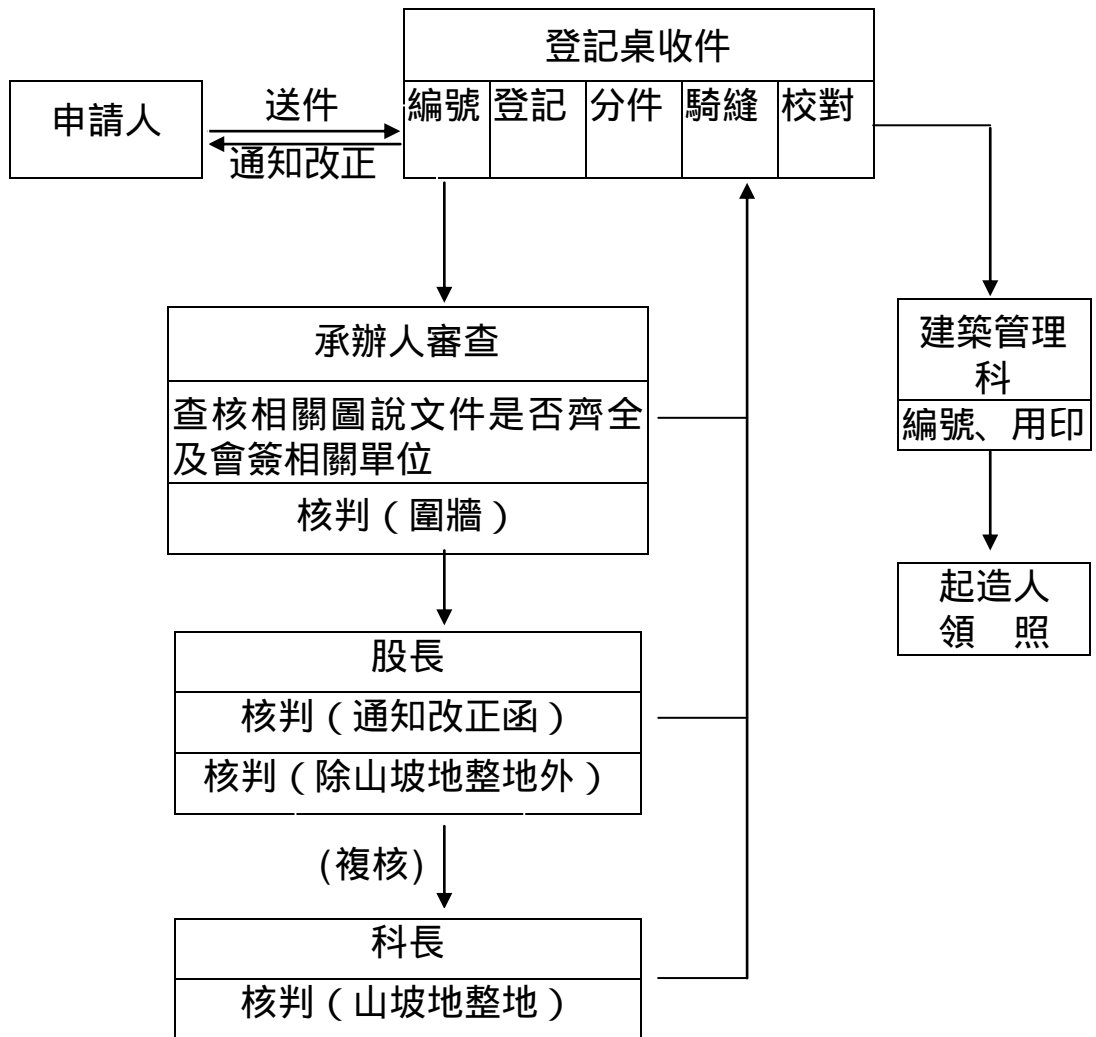 登記桌收件
申請人
送件
通知改正
編號 登記 分件 騎縫 校對
承辦人審查
查核相關圖說文件是否齊全
及會簽相關單位
核判（圍牆）
建築管理
科
編號、用印
起造人
領　照
股長
核判（通知改正函）
核判（除山坡地整地外）
(複核)
科長
核判（山坡地整地）